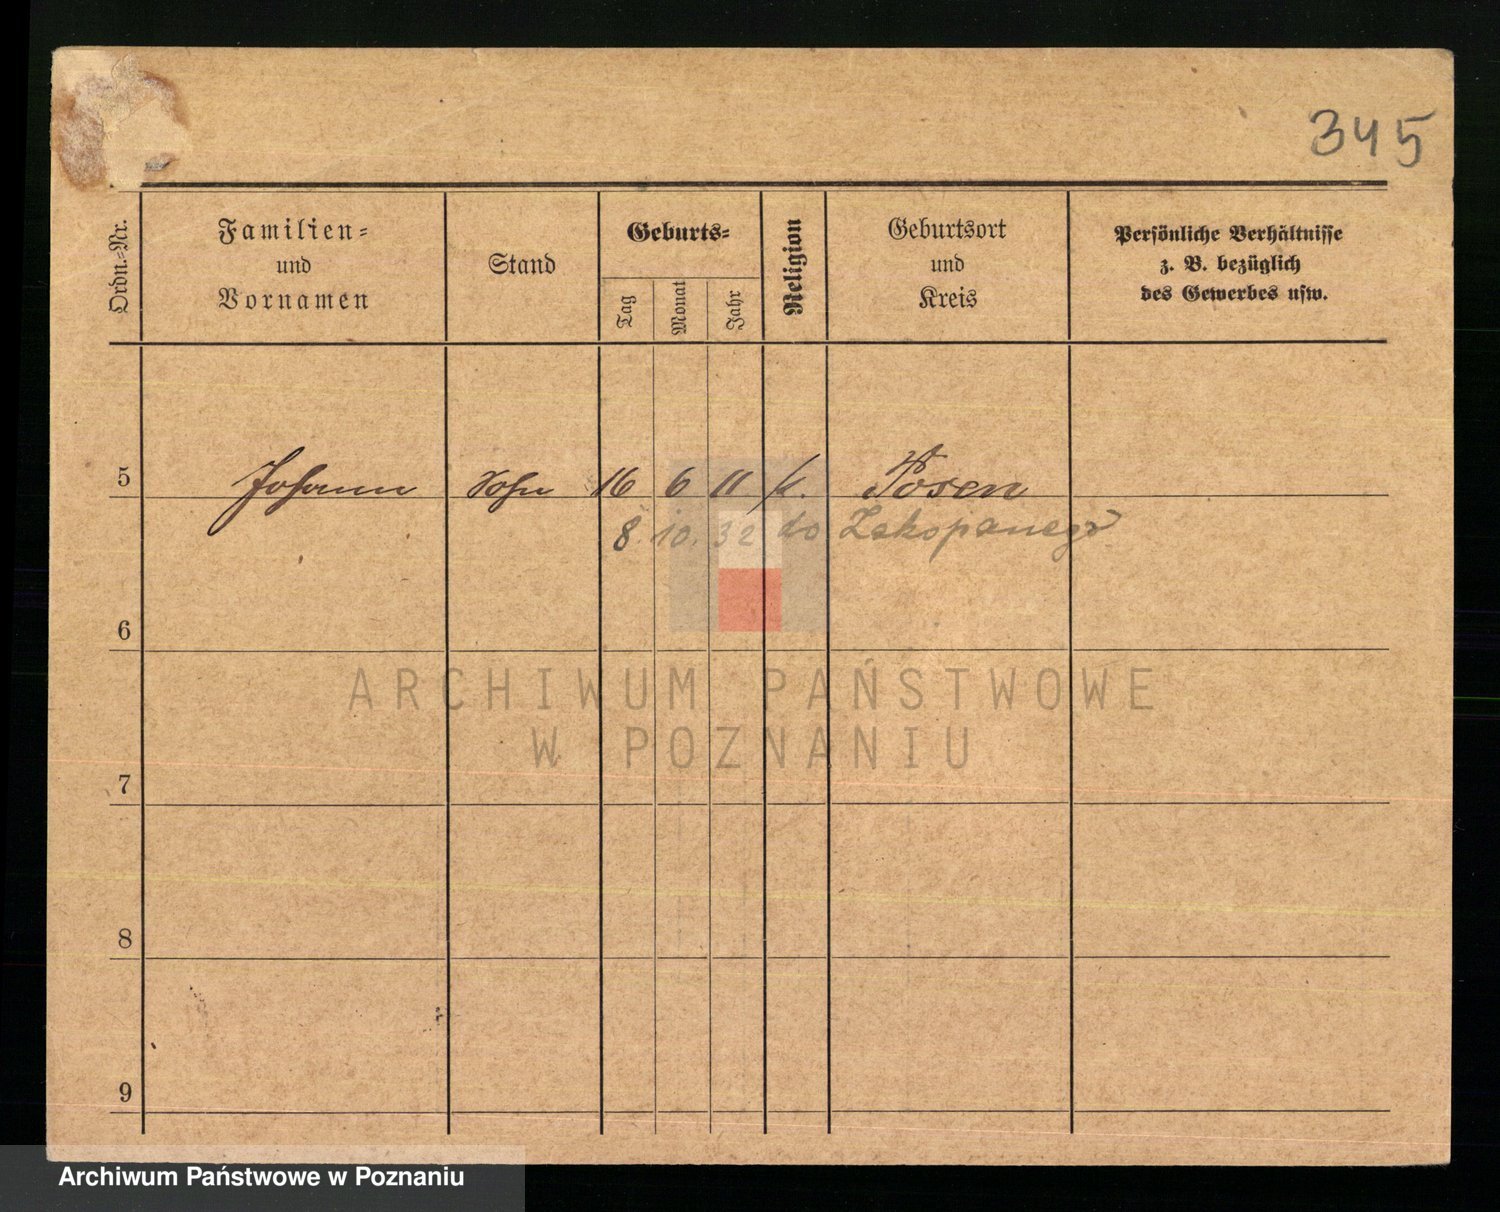 345
Ordn.-Nr.
Familien-
und
Vornamen
Stand
Geburts-
Tag
Monat
Jahr
Religion
Geburtsort
und
Kreis
Persönliche Verhältnisse
z. B. bezüglich
des Gewerbes usw.
5 Johann Sohn 16 6 11 k. Posen
8. 10. 32 do Zakopanego
6
ARCHIWUM PAŃSTWOWE
W POZNANIU
7
8
9
Archiwum Państwowe w Poznaniu